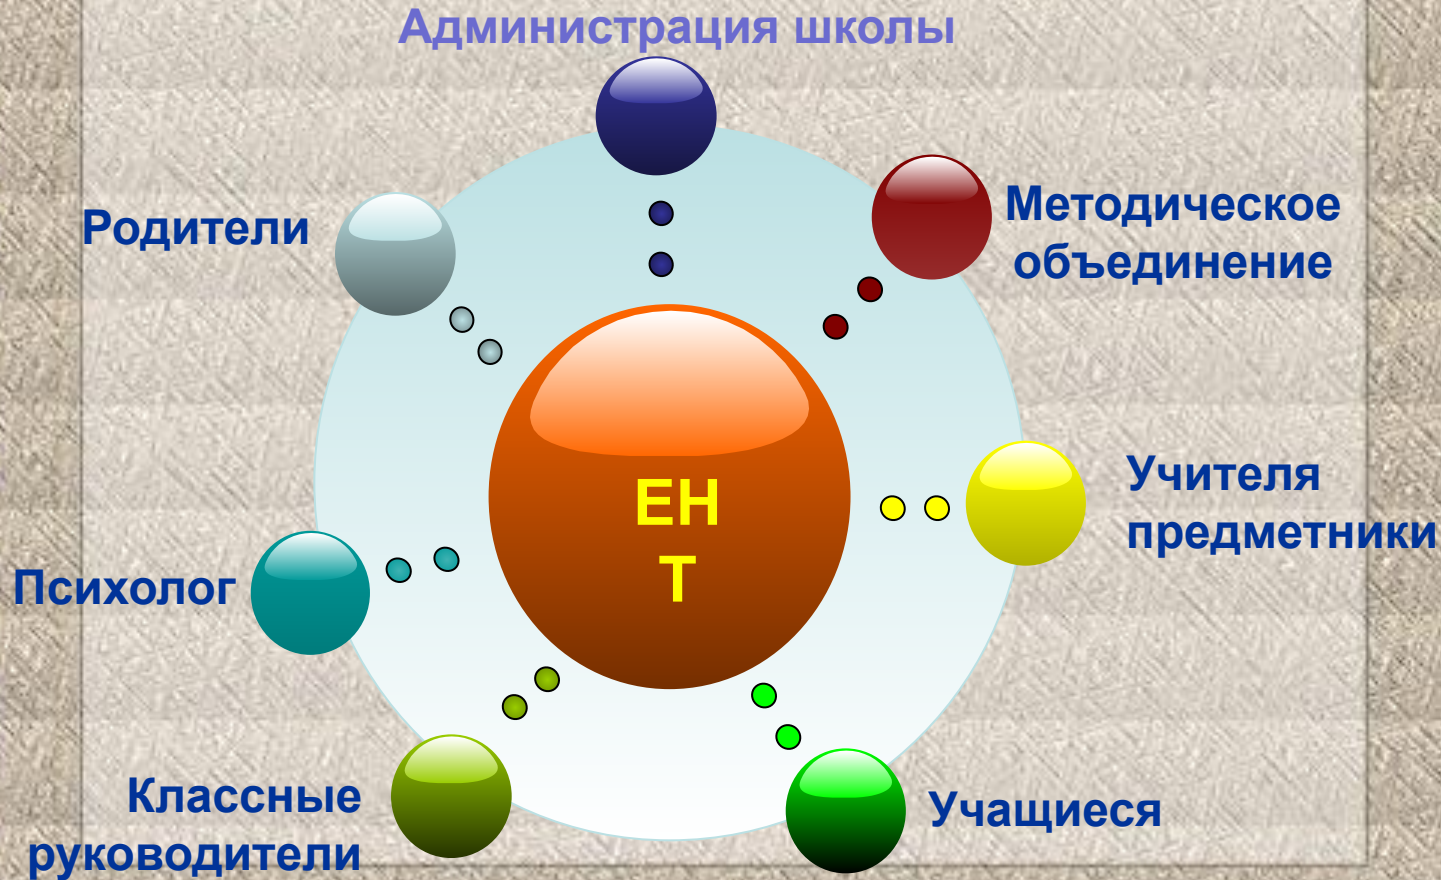 Администрация школы
Родители
Методическое
объединение
ЕН
Т
Учителя
предметники
Психолог
Классные
руководители
Учащиеся